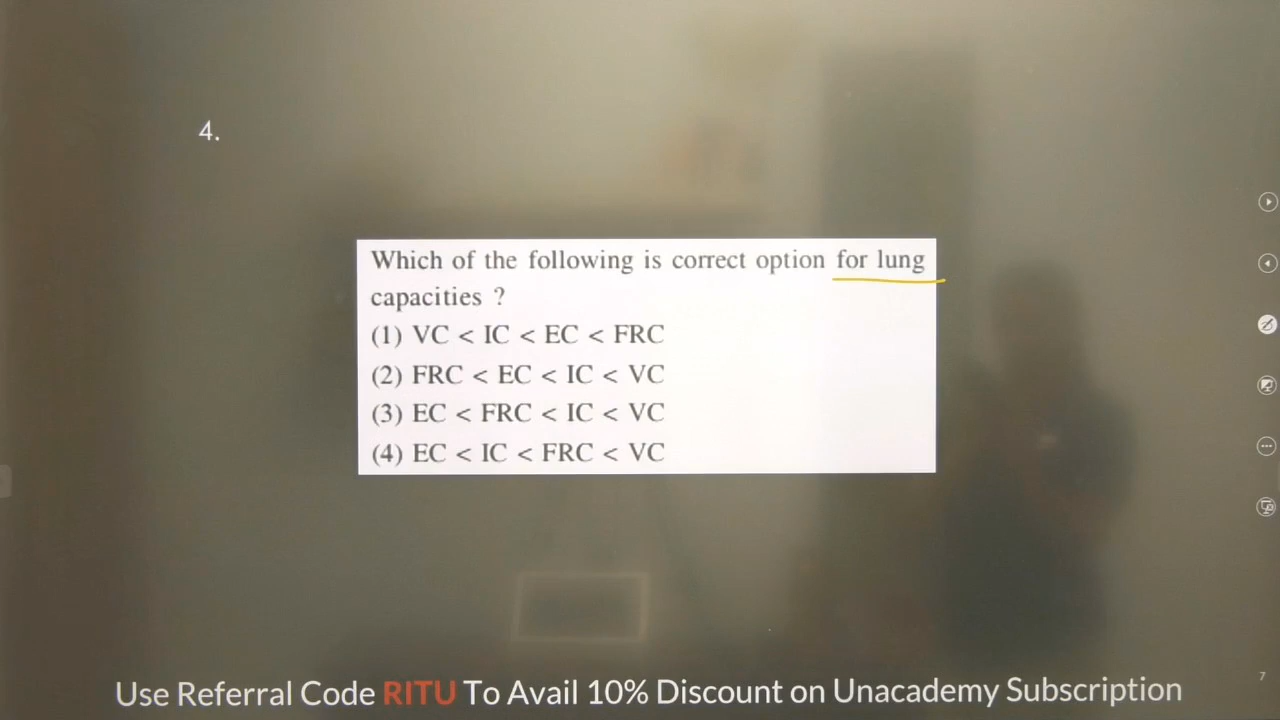 4.
Which of the following is correct option for lung
capacities ?
(1) VC < IC < EC < FRC
(2) FRC < EC < IC < VC
(3) EC < FRC < IC < VC
(4) EC < IC < FRC < VC
7
Use Referral Code RITU To Avail 10% Discount on Unacademy Subscription